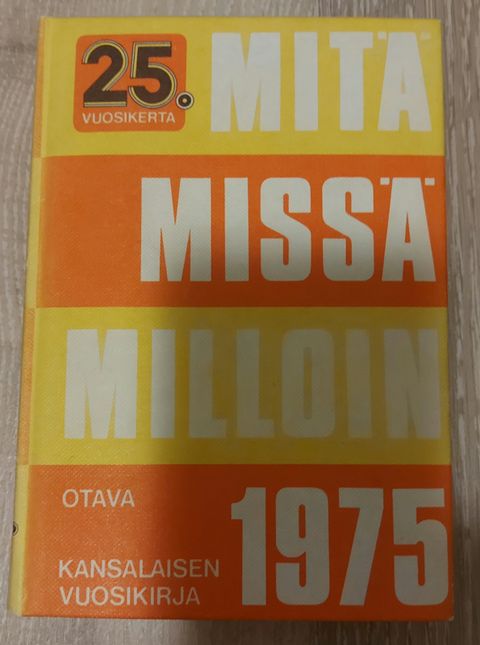 25.
VUOSIKERTA
MITÄ
MISSÄ
MILLOIN
1975
OTAVA
KANSALAISEN
VUOSIKIRJA